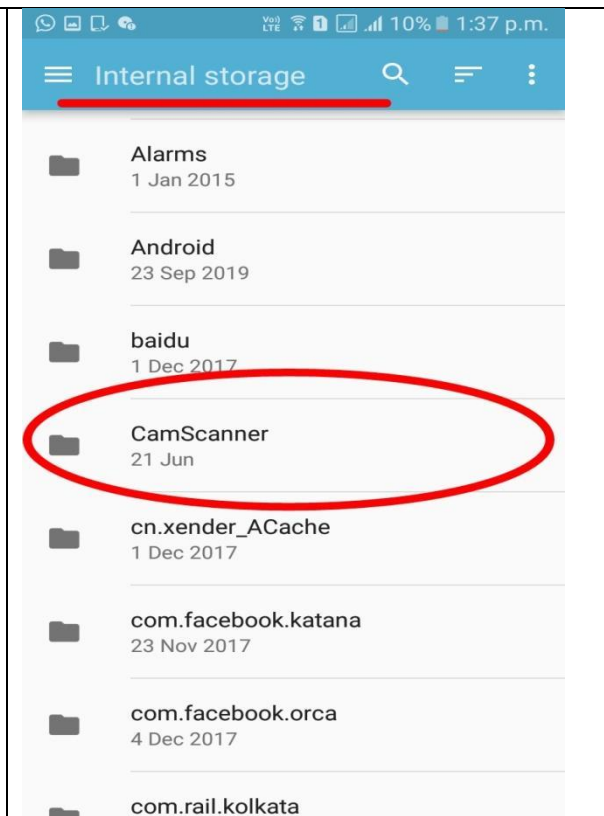 Vo)) LTE 1 10% 1:37 p.m.
Internal storage
Alarms
1 Jan 2015
Android
23 Sep 2019
baidu
1 Dec 2017
CamScanner
21 Jun
cn.xender_ACache
1 Dec 2017
com.facebook.katana
23 Nov 2017
com.facebook.orca
4 Dec 2017
com.rail.kolkata